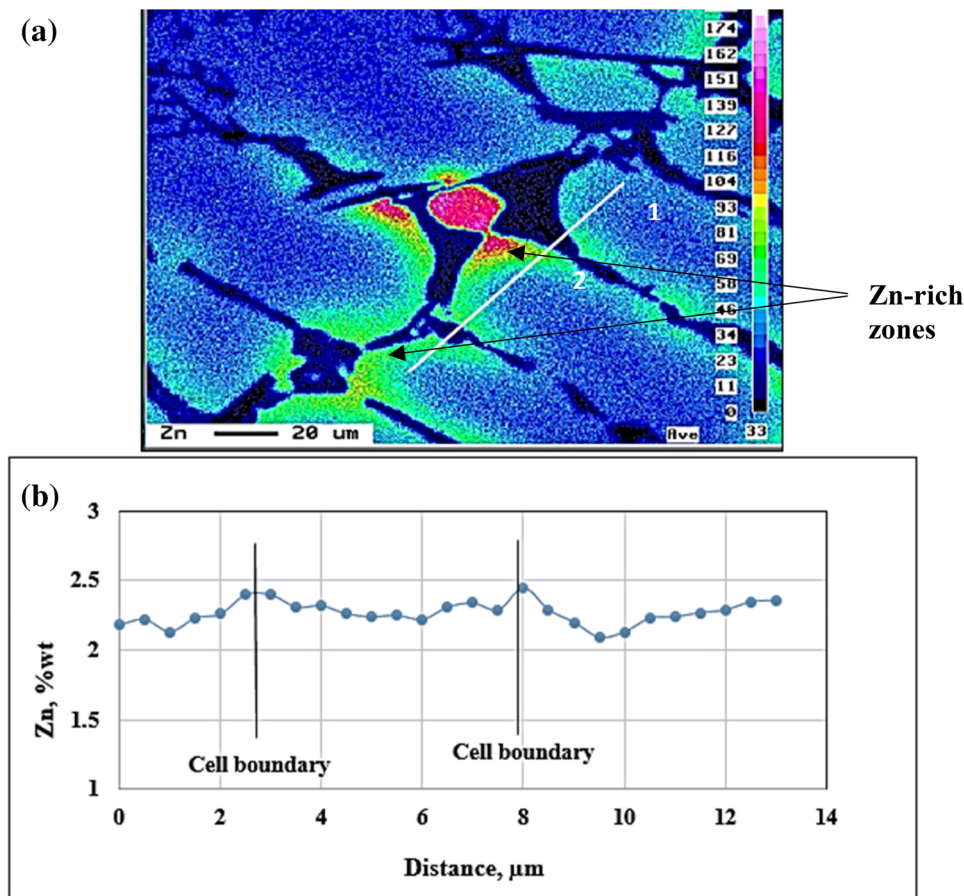 (a)
174
162
151
139
127
116
104
93
81
69
58
46
34
23
11
0
1
2
Zn-rich
zones
Zn 20 um
Ave 33
(b)
3
2.5
2
1.5
1
Zn, %wt
Cell boundary
Cell boundary
0 2 4 6 8 10 12 14
Distance, µm